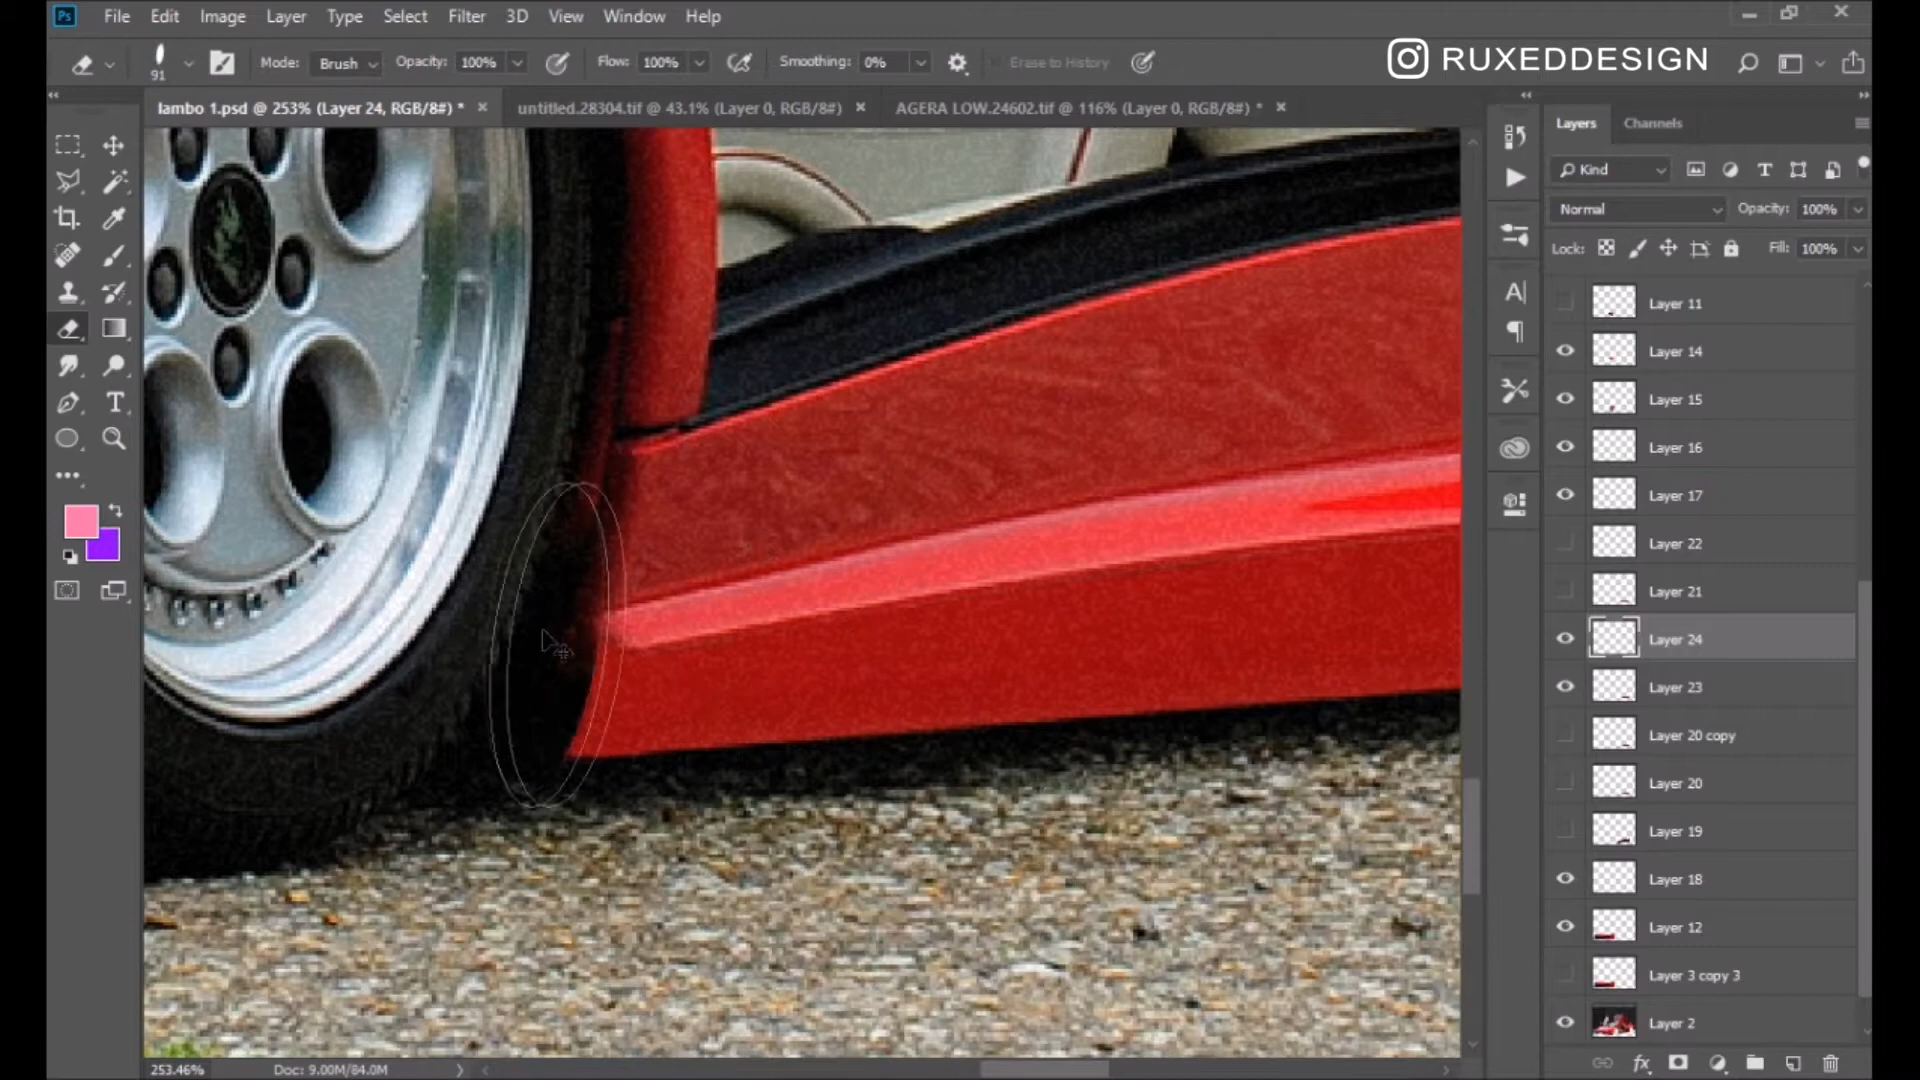 Ps File Edit Image Layer Type Select Filter 3D View Window Help
91 Mode: Brush Opacity: 100% Flow: 100% Smoothing: 0% Erase to History RUXEDDESIGN
lambo 1.psd @ 253% (Layer 24, RGB/8#) * untitled.28304.tif @ 43.1% (Layer 0, RGB/8#) AGERA LOW.24602.tif @ 116% (Layer 0, RGB/8#) *
Layers Channels
Kind
Normal Opacity: 100%
Lock: Fill: 100%
Layer 11
Layer 14
Layer 15
Layer 16
Layer 17
Layer 22
Layer 21
Layer 24
Layer 23
Layer 20 copy
Layer 20
Layer 19
Layer 18
Layer 12
Layer 3 copy 3
Layer 2
253.46% Doc: 9.00M/84.0M